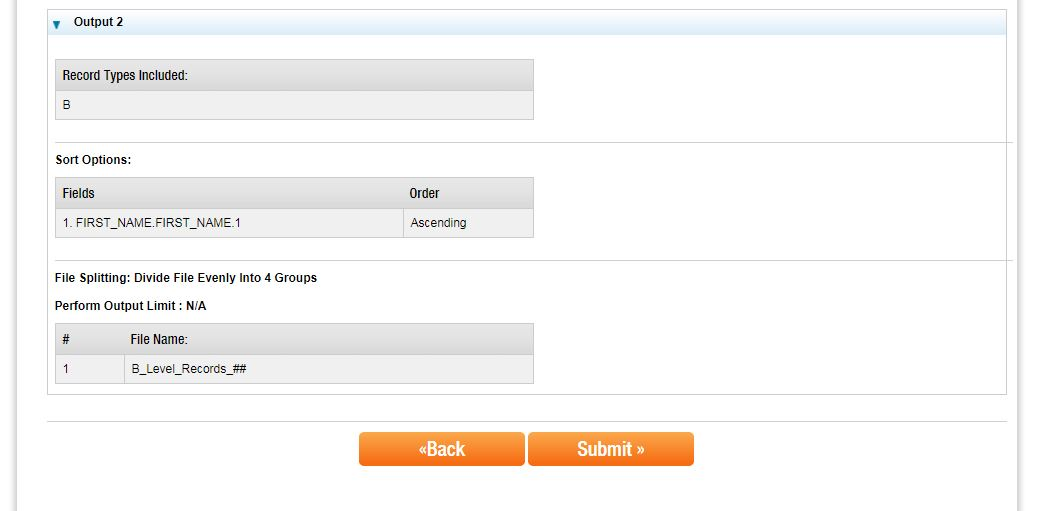 Output 2
Record Types Included:
B
Sort Options:
Fields Order
1. FIRST_NAME.FIRST_NAME.1 Ascending
File Splitting: Divide File Evenly Into 4 Groups
Perform Output Limit : N/A
# File Name:
1 B_Level_Records_##
«Back Submit »